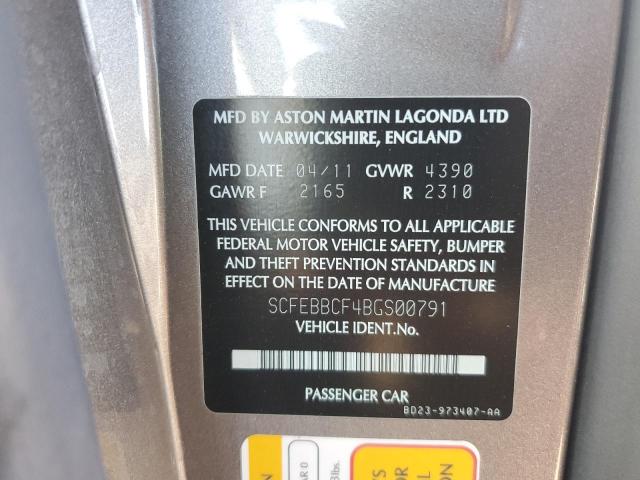 MFD BY ASTON MARTIN LAGONDA LTD
WARWICKSHIRE, ENGLAND
MFD DATE 04/11 GVWR 4390
GAWR F 2165 R 2310
THIS VEHICLE CONFORMS TO ALL APPLICABLE
FEDERAL MOTOR VEHICLE SAFETY, BUMPER
AND THEFT PREVENTION STANDARDS IN
EFFECT ON THE DATE OF MANUFACTURE
SCFEBBCF4BGS00791
VEHICLE IDENT.No.
PASSENGER CAR
BD23-973407-AA